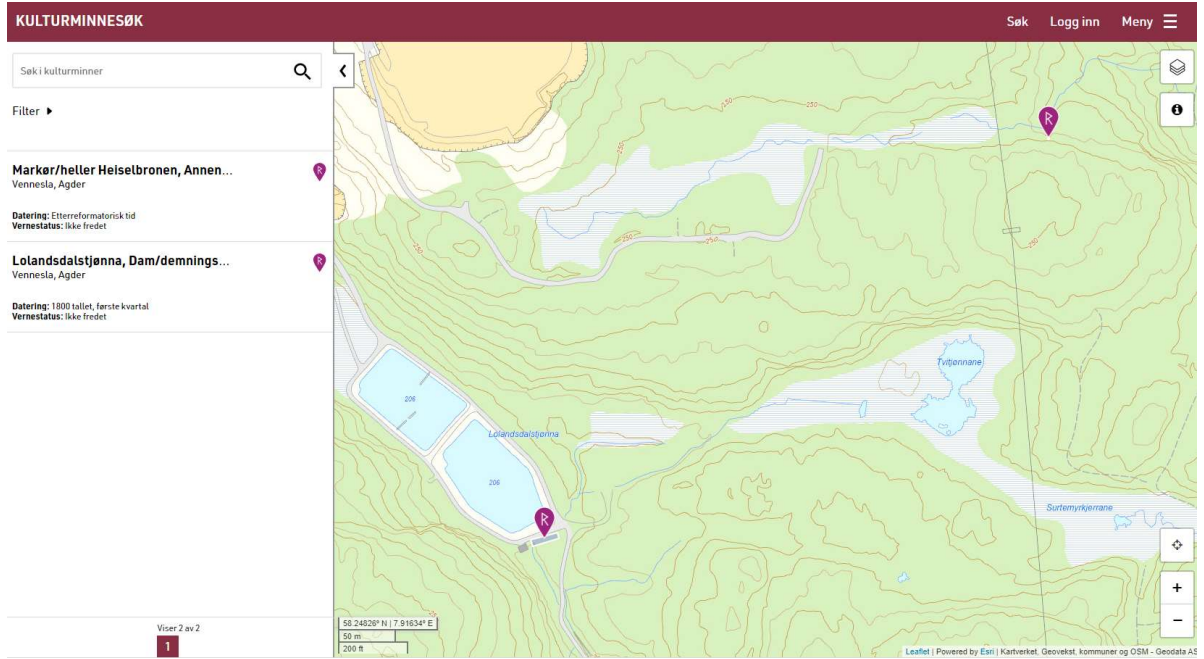 KULTURMINNESØK
Søk Logg inn Meny
Søk i kulturminner
Filter
Markør/heller Heiselbronen, Annen...
Vennesla, Agder
Datering: Etterreformatorisk tid
Vernestatus: Ikke fredet
Lolandsdalstjønna, Dam/demnings...
Vennesla, Agder
Datering: 1800 tallet, første kvartal
Vernestatus: Ikke fredet
Viser 2 av 2
1
250
250
250
250
250
250
250
Tvitjønnane
206
Lolandsdalstjønna
206
Surtemyrkjerrane
58.24826° N | 7.91634° E
50 m
200 ft
+
−
Leaflet | Powered by Esri | Kartverket, Geovekst, kommuner og OSM - Geodata AS